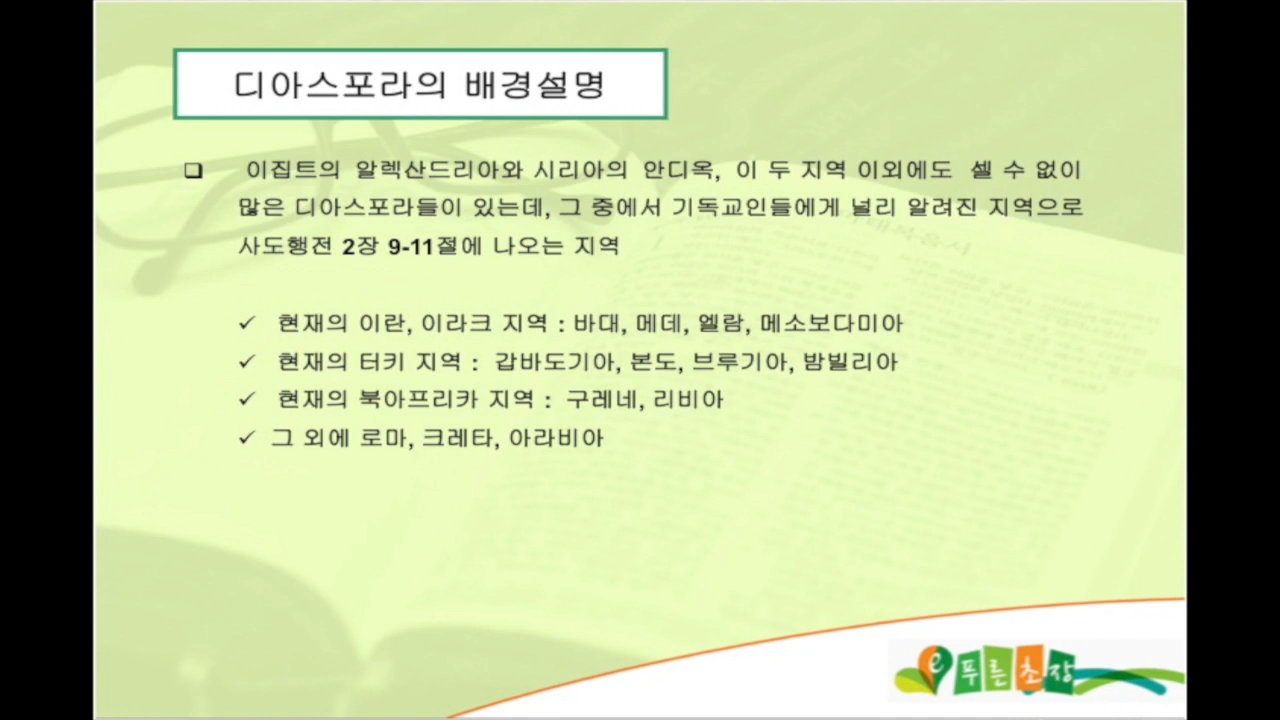 디아스포라의 배경설명
❑ 이집트의 알렉산드리아와 시리아의 안디옥, 이 두 지역 이외에도 셀 수 없이
많은 디아스포라들이 있는데, 그 중에서 기독교인들에게 널리 알려진 지역으로
사도행전 2장 9-11절에 나오는 지역
✓ 현재의 이란, 이라크 지역 : 바대, 메데, 엘람, 메소보다미아
✓ 현재의 터키 지역 : 갑바도기아, 본도, 브루기아, 밤빌리아
✓ 현재의 북아프리카 지역 : 구레네, 리비아
✓ 그 외에 로마, 크레타, 아라비아
e 푸른초장